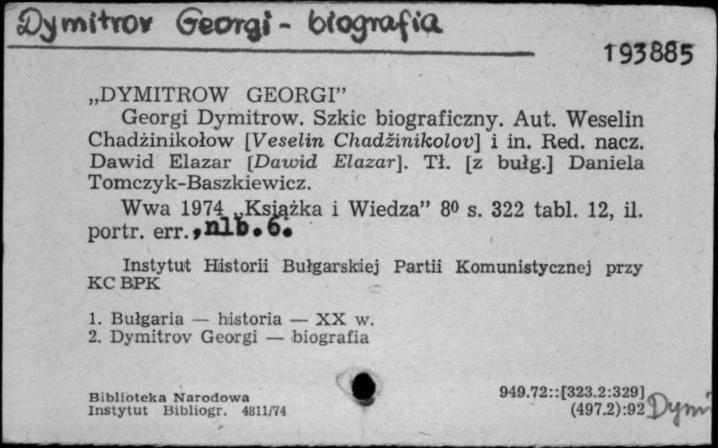 Dymitrov Georgi - biografia
193885
„DYMITROW GEORGI”
Georgi Dymitrow. Szkic biograficzny. Aut. Weselin
Chadżinikołow [Veselin Chadžinikolov] i in. Red. nacz.
Dawid Elazar [Dawid Elazar]. Tł. [z bułg.] Daniela
Tomczyk-Baszkiewicz.
Wwa 1974 „Książka i Wiedza” 8⁰ s. 322 tabl. 12, il.
portr. err., nlb. 6.
Instytut Historii Bułgarskiej Partii Komunistycznej przy
KC BPK
1. Bułgaria — historia — XX w.
2. Dymitrov Georgi — biografia
Biblioteka Narodowa
Instytut Bibliogr. 4811/74
949.72::[323.2:329]
(497.2):92 Dymi